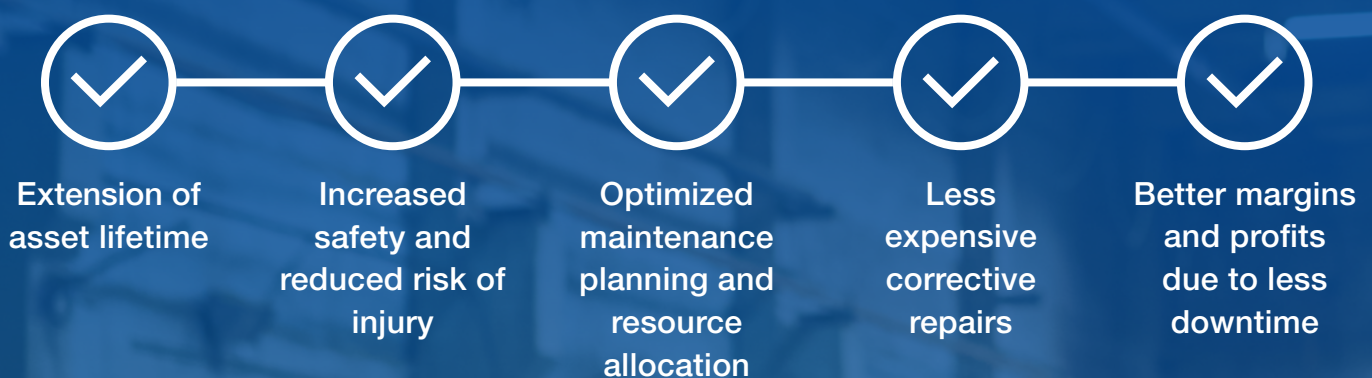 Extension of
asset lifetime
Increased
safety and
reduced risk of
injury
Optimized
maintenance
planning and
resource
allocation
Less
expensive
corrective
repairs
Better margins
and profits
due to less
downtime